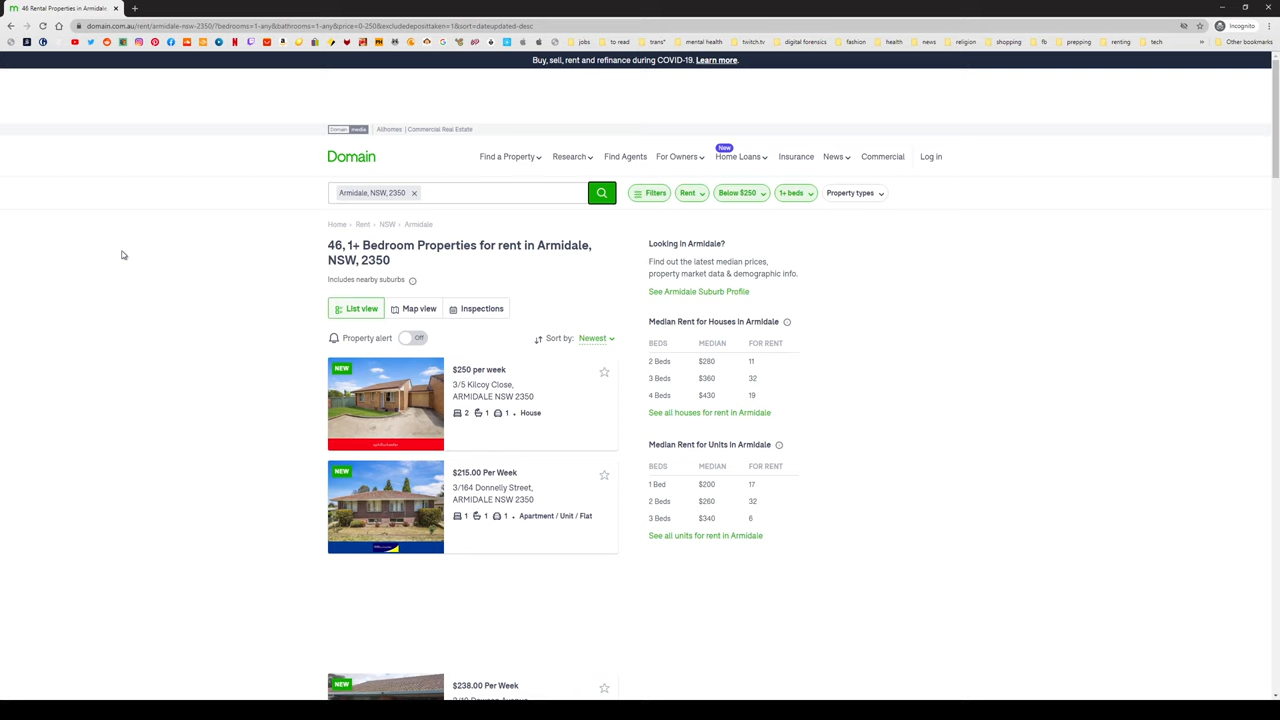 46 Rental Properties in Armidale
domain.com.au/rent/armidale-nsw-2350/?bedrooms=1-any&bathrooms=1-any&price=0-250&excludedeposittaken=1&sort=dateupdated-desc
Incognito
jobs
to read
trans*
mental health
twitch.tv
digital forensics
fashion
health
news
religion
shopping
fb
prepping
renting
tech
»
Other bookmarks
Buy, sell, rent and refinance during COVID-19. Learn more.
Domain media
Allhomes | Commercial Real Estate
Domain
Find a Property
Research
Find Agents
For Owners
New
Home Loans
Insurance
News
Commercial
Log in
Armidale, NSW, 2350
Filters
Rent
Below $250
1+ beds
Property types
Home › Rent › NSW › Armidale
46, 1+ Bedroom Properties for rent in Armidale,
NSW, 2350
Includes nearby suburbs
List view
Map view
Inspections
Property alert
Off
Sort by: Newest
NEW
$250 per week
3/5 Kilcoy Close,
ARMIDALE NSW 2350
2 1 1 • House
NEW
$215.00 Per Week
3/164 Donnelly Street,
ARMIDALE NSW 2350
1 1 1 • Apartment / Unit / Flat
NEW
$238.00 Per Week
Looking in Armidale?
Find out the latest median prices,
property market data & demographic info.
See Armidale Suburb Profile
Median Rent for Houses in Armidale
BEDS MEDIAN FOR RENT
2 Beds $280 11
3 Beds $360 32
4 Beds $430 19
See all houses for rent in Armidale
Median Rent for Units in Armidale
BEDS MEDIAN FOR RENT
1 Bed $200 17
2 Beds $260 32
3 Beds $340 6
See all units for rent in Armidale